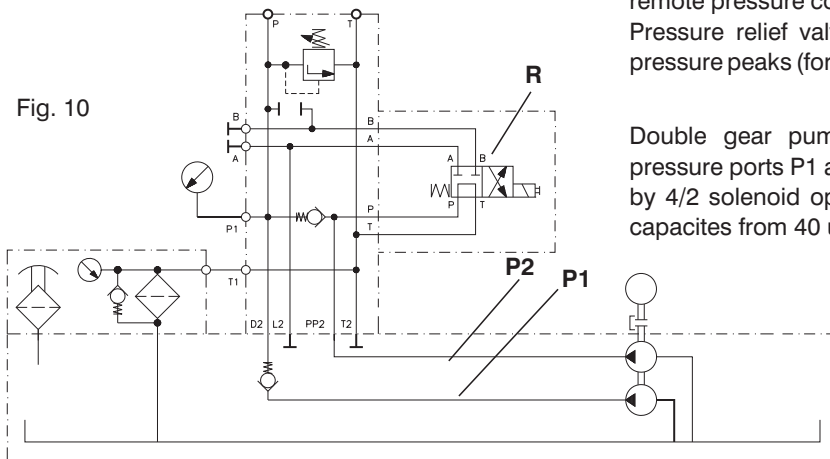 remote pressure co
Pressure relief val
pressure peaks (for
Double gear pum
pressure ports P1 a
by 4/2 solenoid op
capacites from 40 u
Fig. 10
P T
R
B B
A A
A B
P T
P1 P
T
T1
D2 L2 PP2 T2
P2
P1